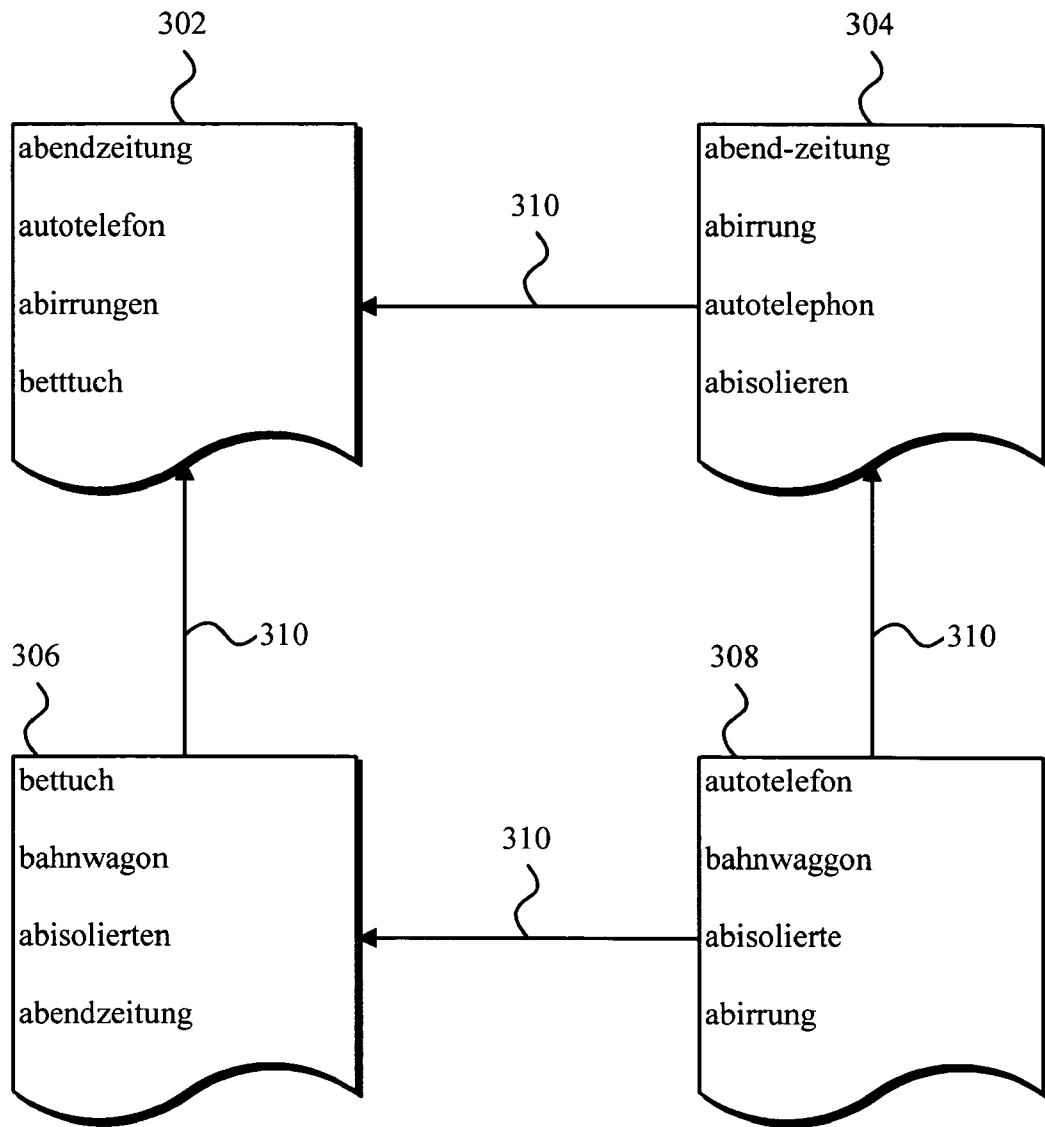 302
304
abendzeitung
autotelefon
abirrungen
betttuch
310
abend-zeitung
abirrung
autotelephon
abisolieren
310
310
306
308
bettuch
bahnwagon
abisolierten
abendzeitung
310
autotelefon
bahnwaggon
abisolierte
abirrung